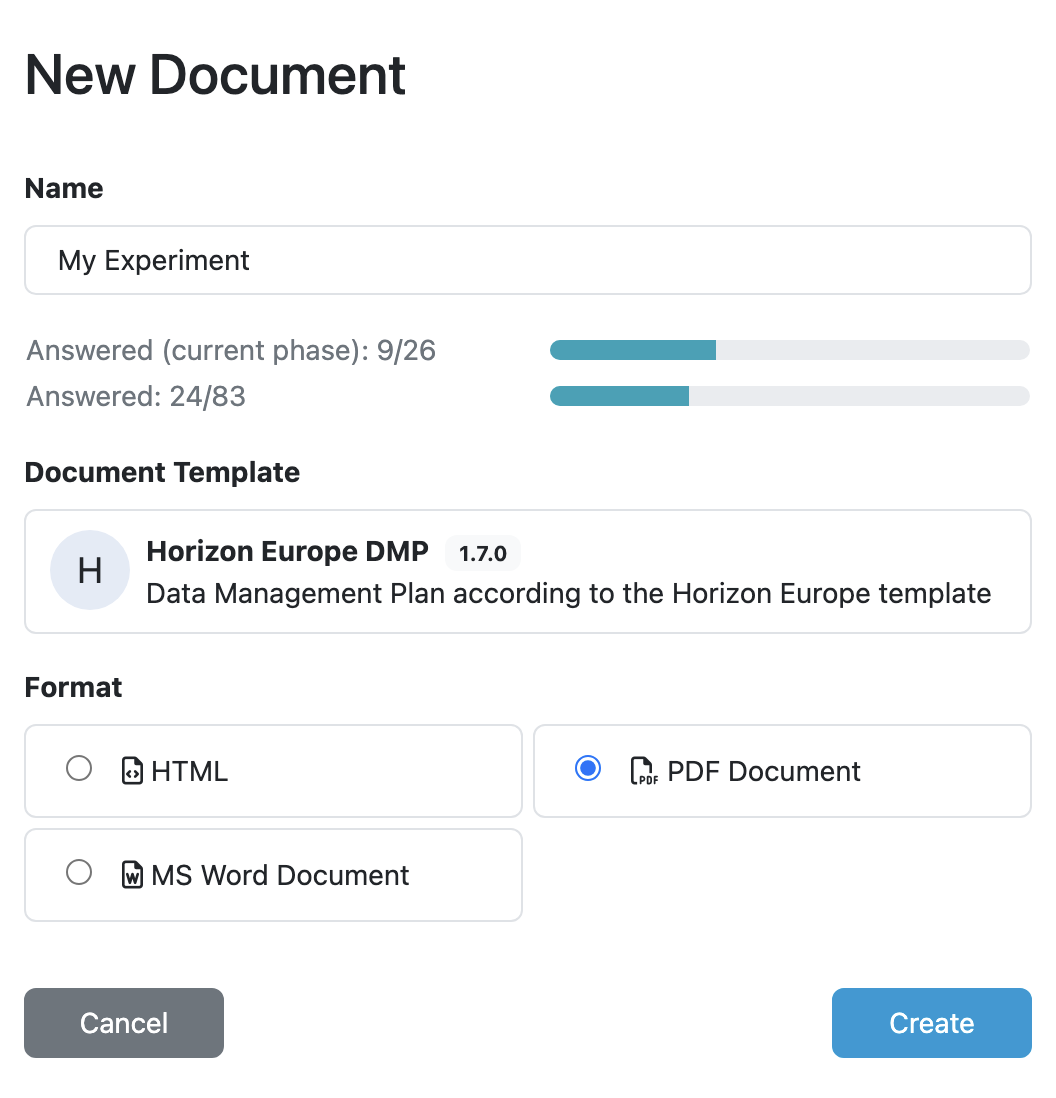 New Document
Name
My Experiment
Answered (current phase): 9/26
Answered: 24/83
Document Template
H
Horizon Europe DMP 1.7.0
Data Management Plan according to the Horizon Europe template
Format
HTML
PDF PDF Document
W MS Word Document
Cancel
Create